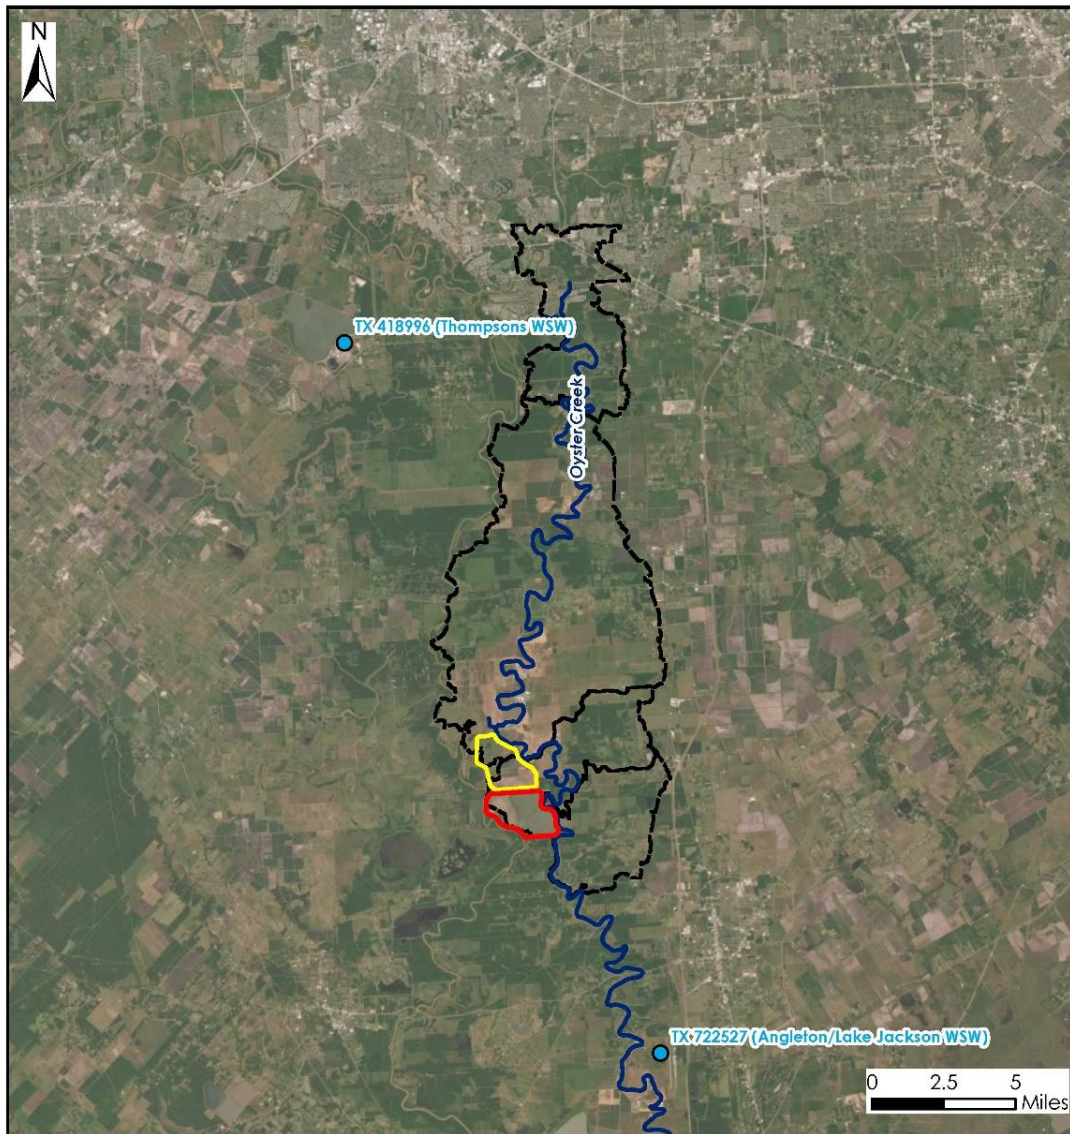 N
TX 418996 (Thompsons WSW)
Oyster Creek
TX 722527 (Angleton/Lake Jackson WSW)
0 2.5 5
Miles